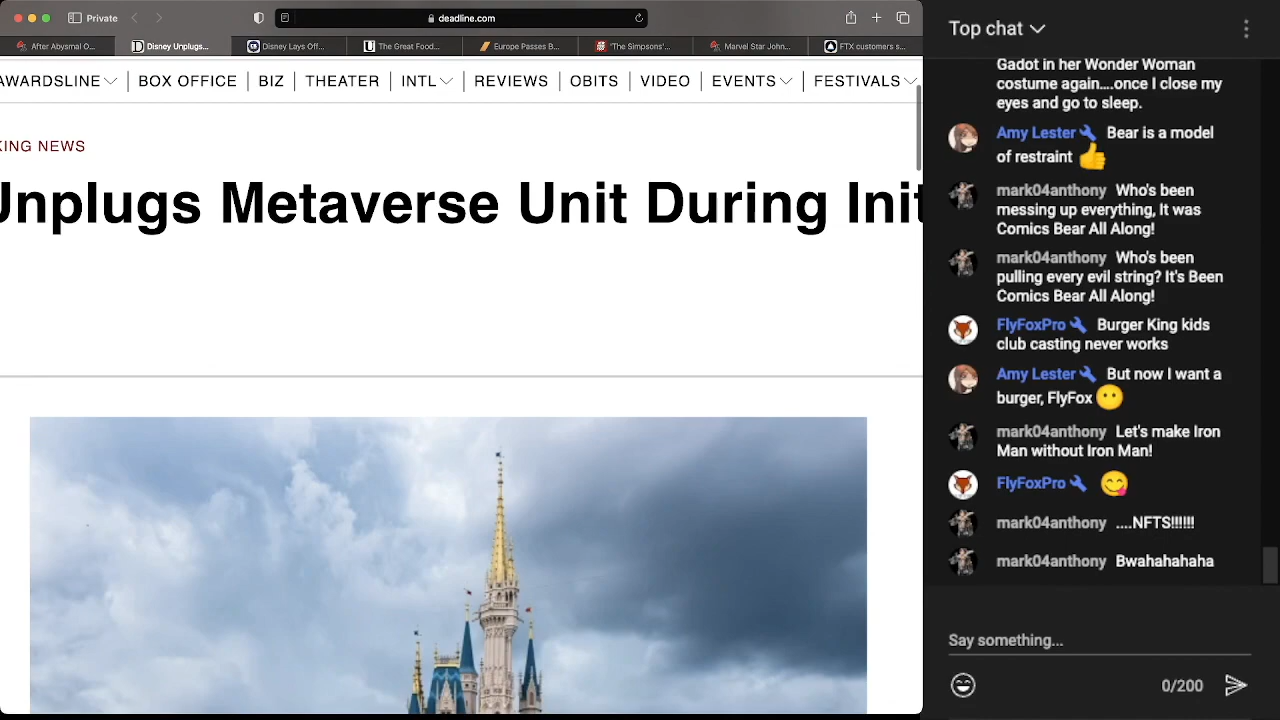 Private
deadline.com
After Abysmal O...
Disney Unplugs...
Disney Lays Off...
The Great Food...
Europe Passes B...
'The Simpsons'...
Marvel Star John...
FTX customers s...
AWARDSLINE
BOX OFFICE
BIZ
THEATER
INTL
REVIEWS
OBITS
VIDEO
EVENTS
FESTIVALS
KING NEWS
Unplugs Metaverse Unit During Init
Top chat
Gadot in her Wonder Woman
costume again....once I close my
eyes and go to sleep.
Amy Lester Bear is a model
of restraint 👍
mark04anthony Who's been
messing up everything, It was
Comics Bear All Along!
mark04anthony Who's been
pulling every evil string? It's Been
Comics Bear All Along!
FlyFoxPro Burger King kids
club casting never works
Amy Lester But now I want a
burger, FlyFox 😶
mark04anthony Let's make Iron
Man without Iron Man!
FlyFoxPro 😋
mark04anthony ....NFTS!!!!!!
mark04anthony Bwahahahaha
Say something...
0/200